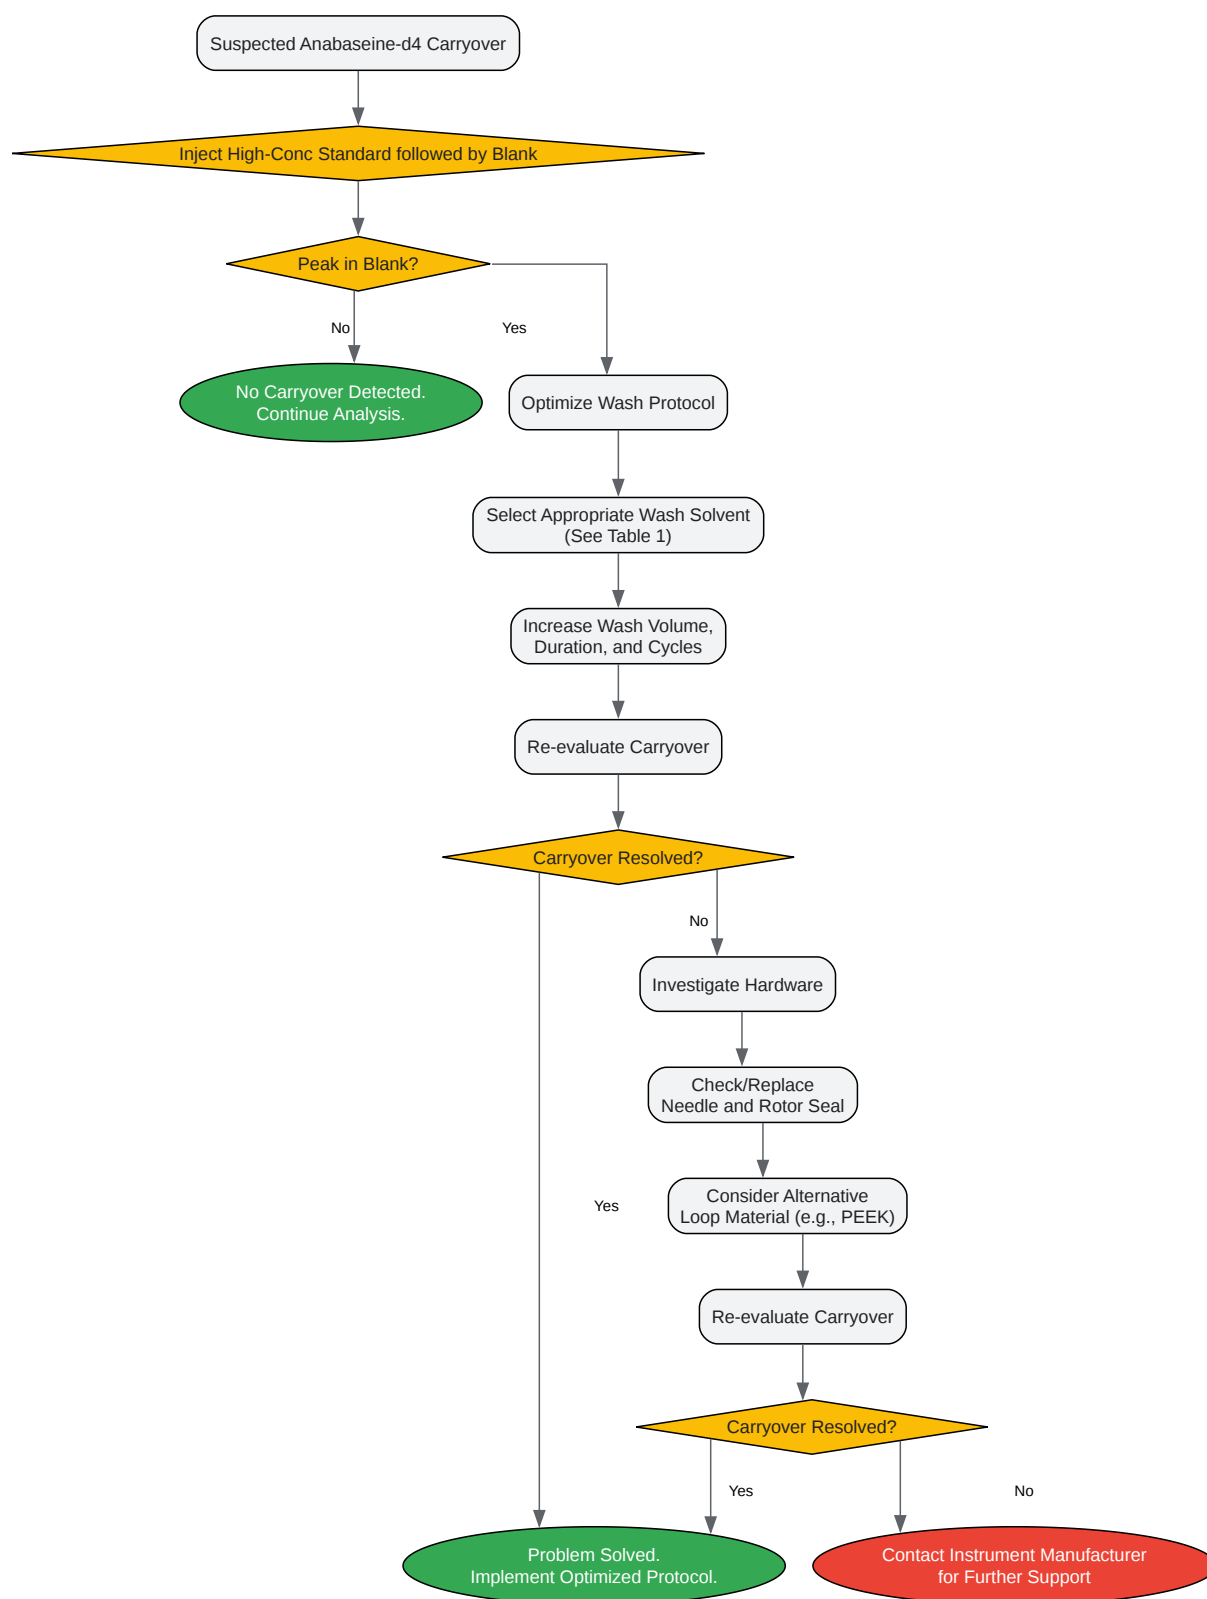 Suspected Anabaseine-d4 Carryover
Inject High-Conc Standard followed by Blank
Peak in Blank?
No
Yes
No Carryover Detected.
Continue Analysis.
Optimize Wash Protocol
Select Appropriate Wash Solvent
(See Table 1)
Increase Wash Volume,
Duration, and Cycles
Re-evaluate Carryover
Carryover Resolved?
No
Investigate Hardware
Check/Replace
Needle and Rotor Seal
Yes
Consider Alternative
Loop Material (e.g., PEEK)
Re-evaluate Carryover
Carryover Resolved?
Yes
No
Problem Solved.
Implement Optimized Protocol.
Contact Instrument Manufacturer
for Further Support